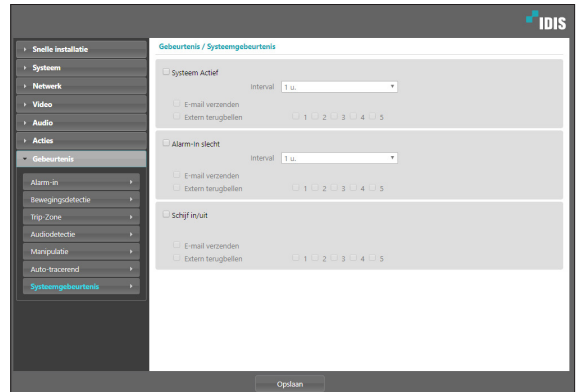 IDIS
Snelle installatie
Systeem
Netwerk
Video
Audio
Acties
Gebeurtenis
Alarm-in
Bewegingsdetectie
Trip-Zone
Audiodetectie
Manipulatie
Auto-tracerend
Systeemgebeurtenis
Gebeurtenis / Systeemgebeurtenis
Systeem Actief
Interval 1 u.
E-mail verzenden
Extern terugbellen 1 2 3 4 5
Alarm-in slecht
Interval 1 u.
E-mail verzenden
Extern terugbellen 1 2 3 4 5
Schijf in/uit
E-mail verzenden
Extern terugbellen 1 2 3 4 5
Opslaan